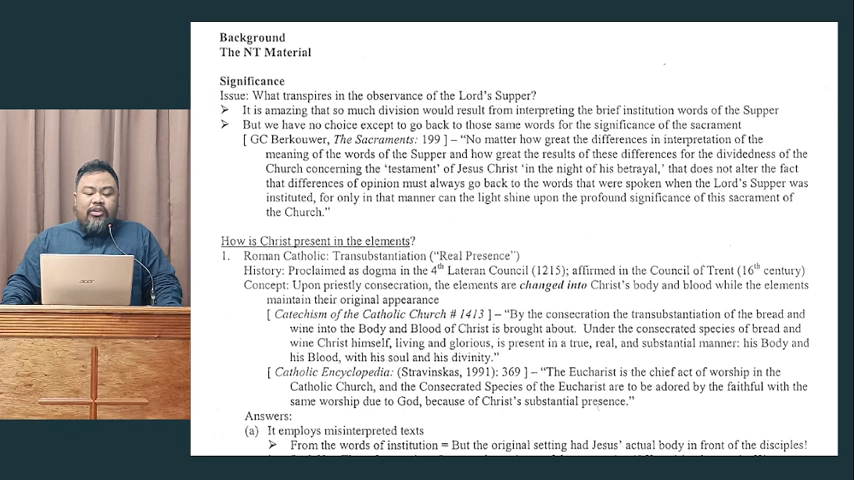 Background
The NT Material
Significance
Issue: What transpires in the observance of the Lord's Supper?
➢ It is amazing that so much division would result from interpreting the brief institution words of the Supper
➢ But we have no choice except to go back to those same words for the significance of the sacrament
[ GC Berkouwer, The Sacraments: 199 ] – "No matter how great the differences in interpretation of the
meaning of the words of the Supper and how great the results of these differences for the dividedness of the
Church concerning the 'testament' of Jesus Christ 'in the night of his betrayal,' that does not alter the fact
that differences of opinion must always go back to the words that were spoken when the Lord's Supper was
instituted, for only in that manner can the light shine upon the profound significance of this sacrament of
the Church."
How is Christ present in the elements?
1. Roman Catholic: Transubstantiation ("Real Presence")
History: Proclaimed as dogma in the 4th Lateran Council (1215); affirmed in the Council of Trent (16th century)
Concept: Upon priestly consecration, the elements are changed into Christ's body and blood while the elements
maintain their original appearance
[ Catechism of the Catholic Church # 1413 ] – "By the consecration the transubstantiation of the bread and
wine into the Body and Blood of Christ is brought about. Under the consecrated species of bread and
wine Christ himself, living and glorious, is present in a true, real, and substantial manner: his Body and
his Blood, with his soul and his divinity."
[ Catholic Encyclopedia: (Stravinskas, 1991): 369 ] – "The Eucharist is the chief act of worship in the
Catholic Church, and the Consecrated Species of the Eucharist are to be adored by the faithful with the
same worship due to God, because of Christ's substantial presence."
Answers:
(a) It employs misinterpreted texts
➢ From the words of institution = But the original setting had Jesus' actual body in front of the disciples!
acer